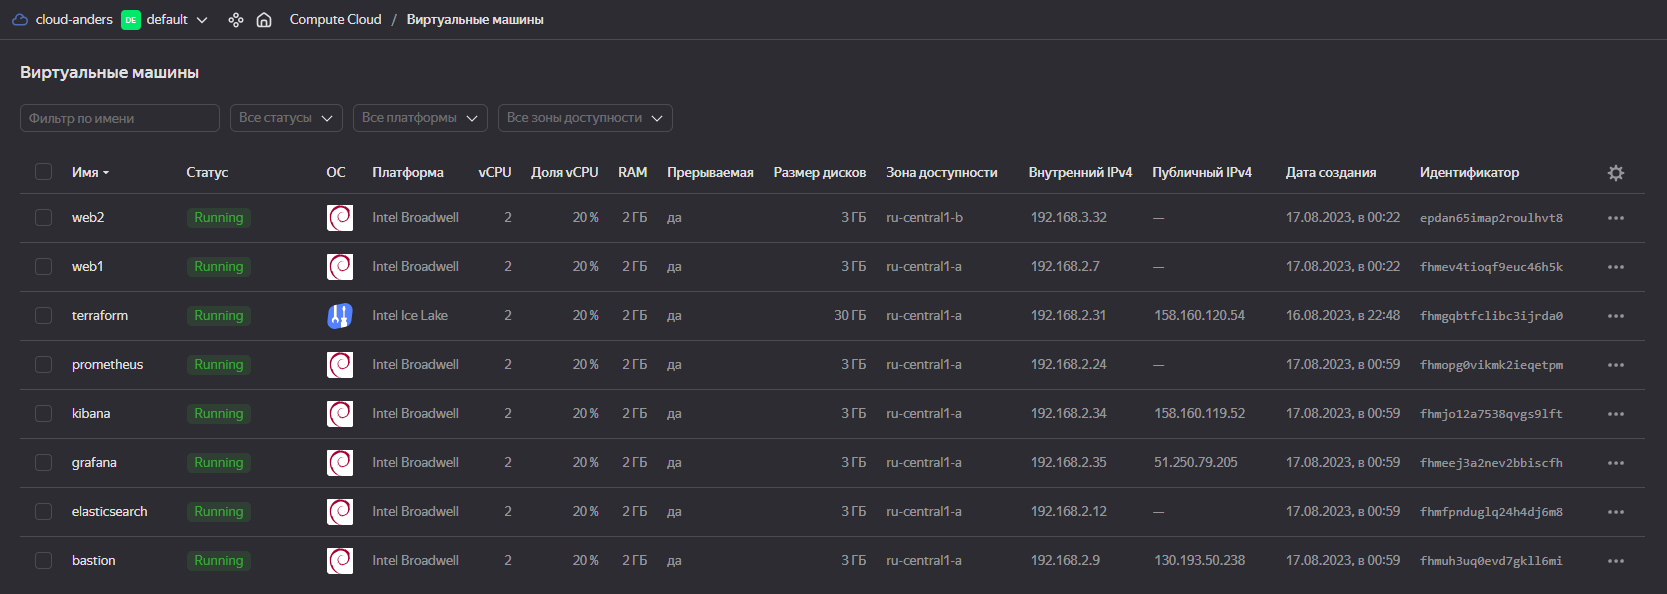 cloud-anders DE default Compute Cloud / Виртуальные машины
Виртуальные машины
Фильтр по имени Все статусы Все платформы Все зоны доступности
Имя Статус ОС Платформа vCPU Доля vCPU RAM Прерываемая Размер дисков Зона доступности Внутренний IPv4 Публичный IPv4 Дата создания Идентификатор
web2 Running Intel Broadwell 2 20 % 2 ГБ да 3 ГБ ru-central1-b 192.168.3.32 — 17.08.2023, в 00:22 epdan65imap2roulhvt8
web1 Running Intel Broadwell 2 20 % 2 ГБ да 3 ГБ ru-central1-a 192.168.2.7 — 17.08.2023, в 00:22 fhmev4tioqf9euc46h5k
terraform Running Intel Ice Lake 2 20 % 2 ГБ да 30 ГБ ru-central1-a 192.168.2.31 158.160.120.54 16.08.2023, в 22:48 fhmgqbtfclibc3ijrda0
prometheus Running Intel Broadwell 2 20 % 2 ГБ да 3 ГБ ru-central1-a 192.168.2.24 — 17.08.2023, в 00:59 fhmopg0vikmk2ieqetpm
kibana Running Intel Broadwell 2 20 % 2 ГБ да 3 ГБ ru-central1-a 192.168.2.34 158.160.119.52 17.08.2023, в 00:59 fhmjo12a7538qvgs9lft
grafana Running Intel Broadwell 2 20 % 2 ГБ да 3 ГБ ru-central1-a 192.168.2.35 51.250.79.205 17.08.2023, в 00:59 fhmeej3a2nev2bbiscfh
elasticsearch Running Intel Broadwell 2 20 % 2 ГБ да 3 ГБ ru-central1-a 192.168.2.12 — 17.08.2023, в 00:59 fhmfpnduglq24h4dj6m8
bastion Running Intel Broadwell 2 20 % 2 ГБ да 3 ГБ ru-central1-a 192.168.2.9 130.193.50.238 17.08.2023, в 00:59 fhmuh3uq0evd7gkll6mi